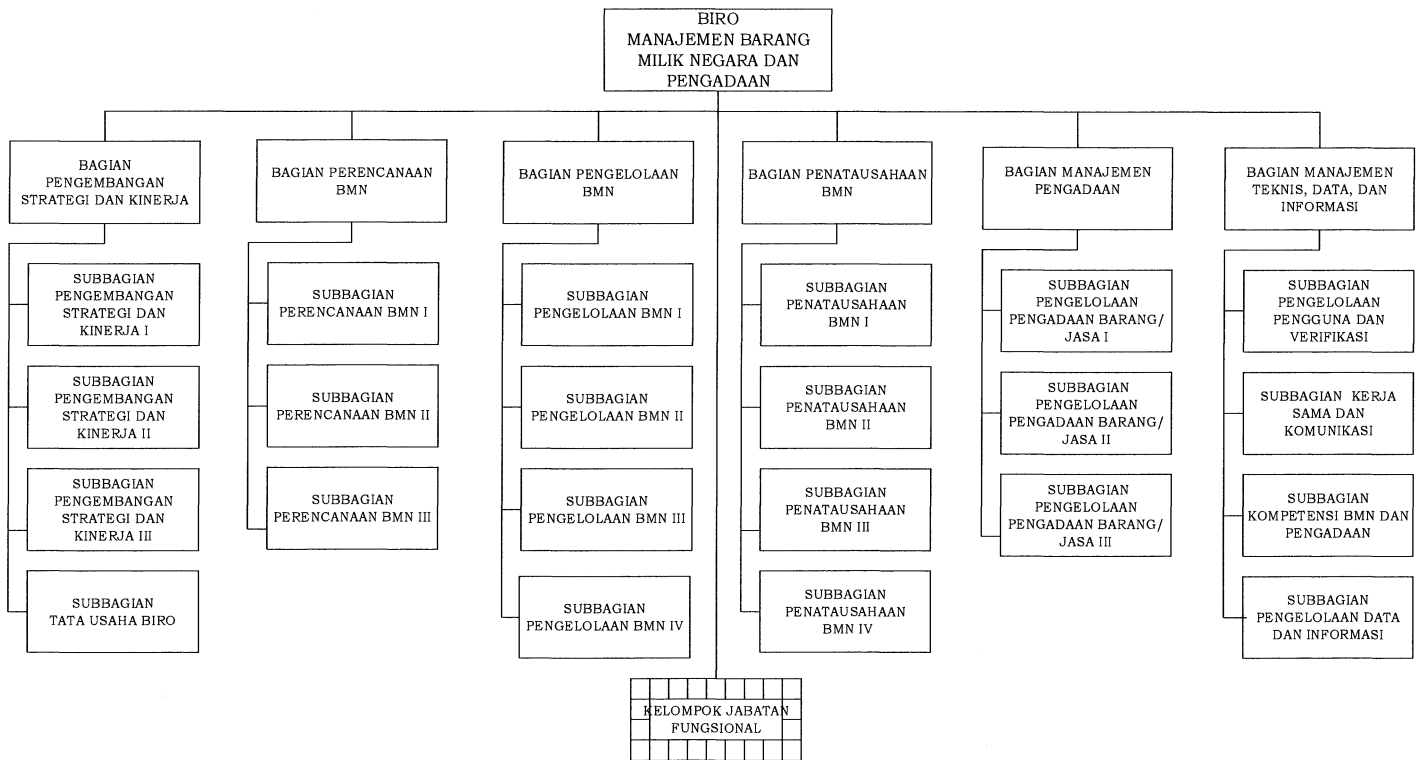 BIRO
MANAJEMEN BARANG
MILIK NEGARA DAN
PENGADAAN
BAGIAN
PENGEMBANGAN
STRATEGI DAN KINERJA
SUBBAGIAN
PENGEMBANGAN
STRATEGI DAN
KINERJA I
SUBBAGIAN
PENGEMBANGAN
STRATEGI DAN
KINERJA II
SUBBAGIAN
PENGEMBANGAN
STRATEGI DAN
KINERJA III
SUBBAGIAN
TATA USAHA BIRO
BAGIAN PERENCANAAN
BMN
SUBBAGIAN
PERENCANAAN BMN I
SUBBAGIAN
PERENCANAAN BMN II
SUBBAGIAN
PERENCANAAN BMN III
BAGIAN PENGELOLAAN
BMN
SUBBAGIAN
PENGELOLAAN BMN I
SUBBAGIAN
PENGELOLAAN BMN II
SUBBAGIAN
PENGELOLAAN BMN III
SUBBAGIAN
PENGELOLAAN BMN IV
BAGIAN PENATAUSAHAAN
BMN
SUBBAGIAN
PENATAUSAHAAN
BMN I
SUBBAGIAN
PENATAUSAHAAN
BMN II
SUBBAGIAN
PENATAUSAHAAN
BMN III
SUBBAGIAN
PENATAUSAHAAN
BMN IV
BAGIAN MANAJEMEN
PENGADAAN
SUBBAGIAN
PENGELOLAAN
PENGADAAN BARANG/
JASA I
SUBBAGIAN
PENGELOLAAN
PENGADAAN BARANG/
JASA II
SUBBAGIAN
PENGELOLAAN
PENGADAAN BARANG/
JASA III
BAGIAN MANAJEMEN
TEKNIS, DATA, DAN
INFORMASI
SUBBAGIAN
PENGELOLAAN
PENGGUNA DAN
VERIFIKASI
SUBBAGIAN KERJA
SAMA DAN
KOMUNIKASI
SUBBAGIAN
KOMPETENSI BMN DAN
PENGADAAN
SUBBAGIAN
PENGELOLAAN DATA
DAN INFORMASI
KELOMPOK JABATAN
FUNGSIONAL